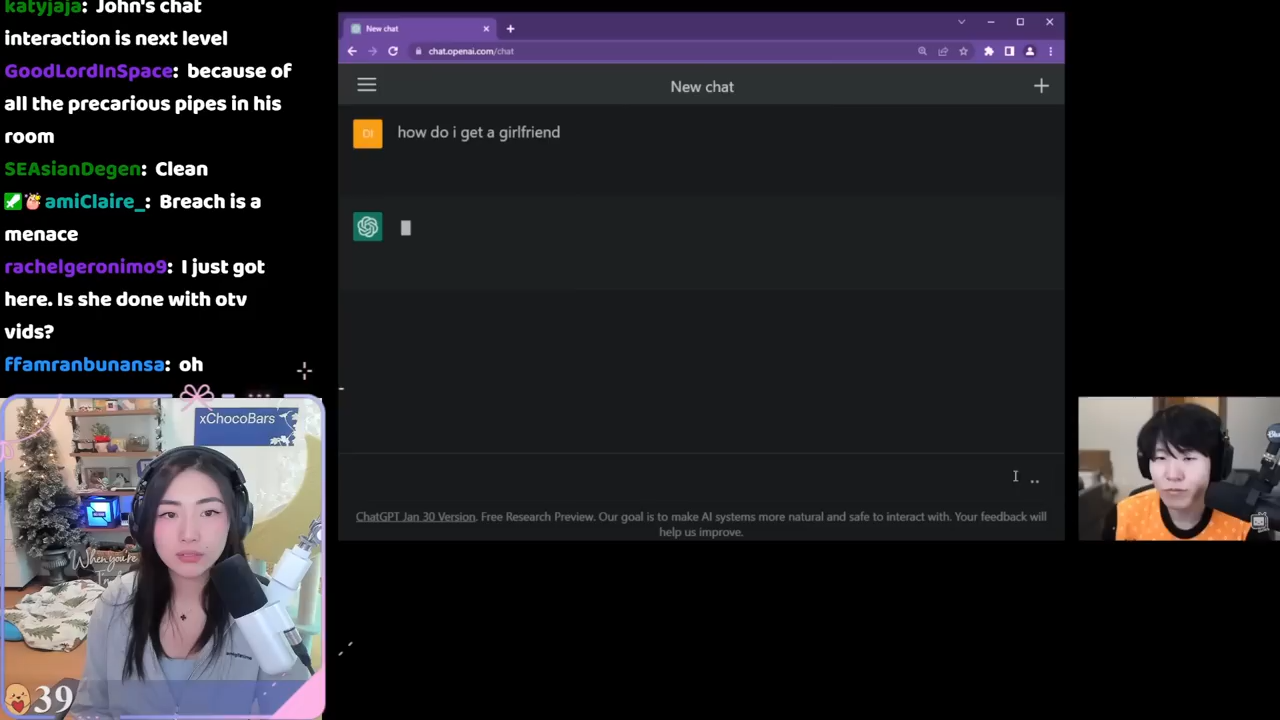 katyjaja: John's chat
interaction is next level
GoodLordInSpace: because of
all the precarious pipes in his
room
SEAsianDegen: Clean
amiClaire_: Breach is a
menace
rachelgeronimo9: I just got
here. Is she done with otv
vids?
ffamranbunansa: oh
New chat
chat.openai.com/chat
New chat
DI
how do i get a girlfriend
ChatGPT Jan 30 Version. Free Research Preview. Our goal is to make AI systems more natural and safe to interact with. Your feedback will
help us improve.
xChocoBars
When you're
39